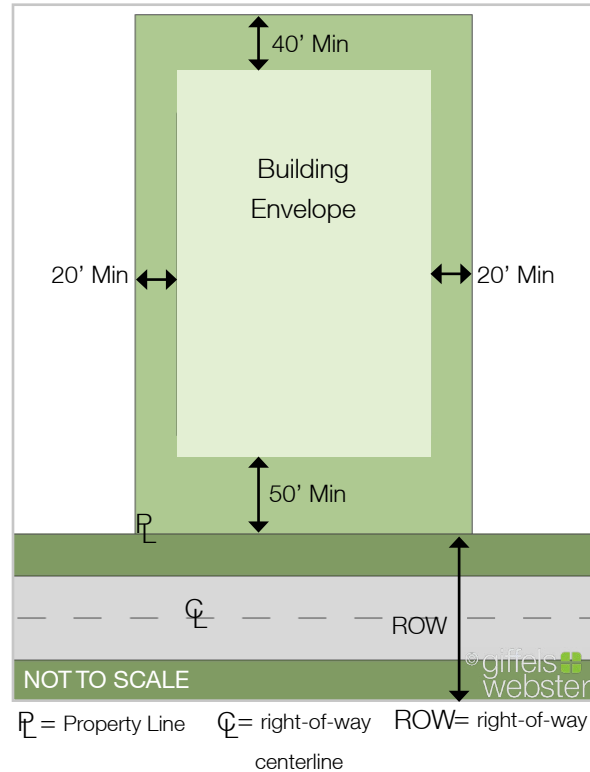 40’ Min
Building
Envelope
20’ Min
20’ Min
50’ Min
PL
CL
ROW
NOT TO SCALE
© giffels
webster
PL = Property Line CL = right-of-way ROW= right-of-way
centerline